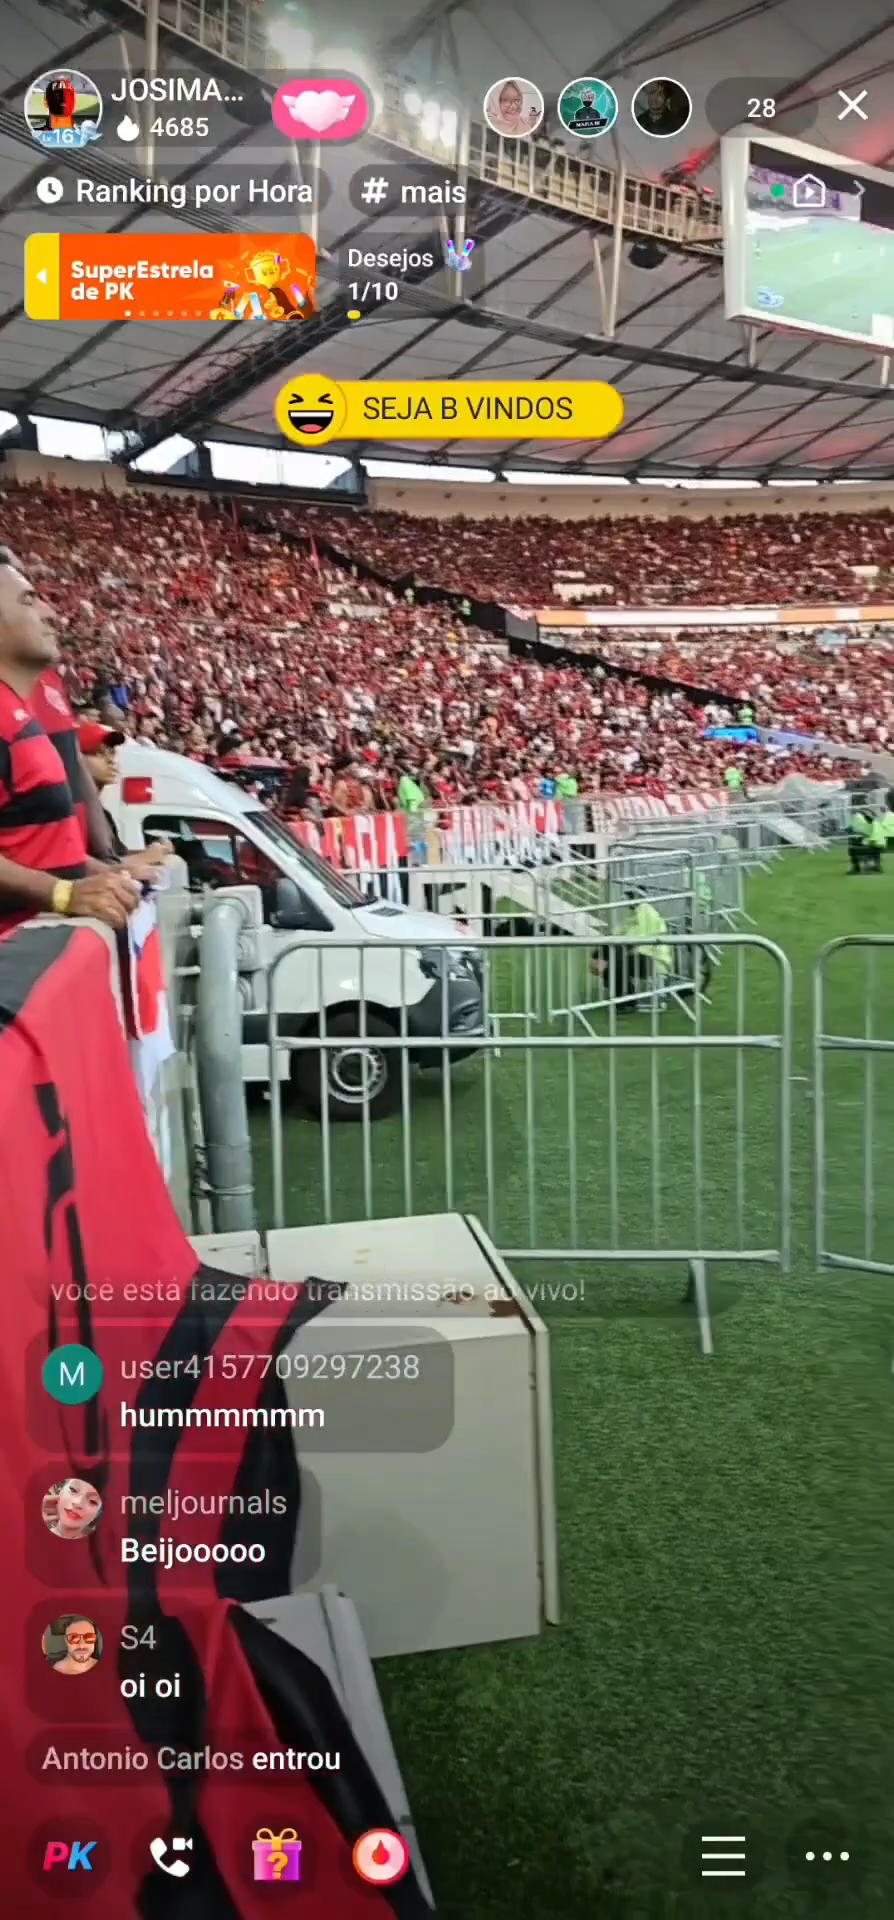 JOSIMA...
4685
28
16
Ranking por Hora
# mais
SuperEstrela
de PK
Desejos
1/10
SEJA B VINDOS
você está fazendo transmissão ao vivo!
M
user4157709297238
hummmmmm
meljournals
Beijooooo
S4
oi oi
Antonio Carlos entrou
PK
?